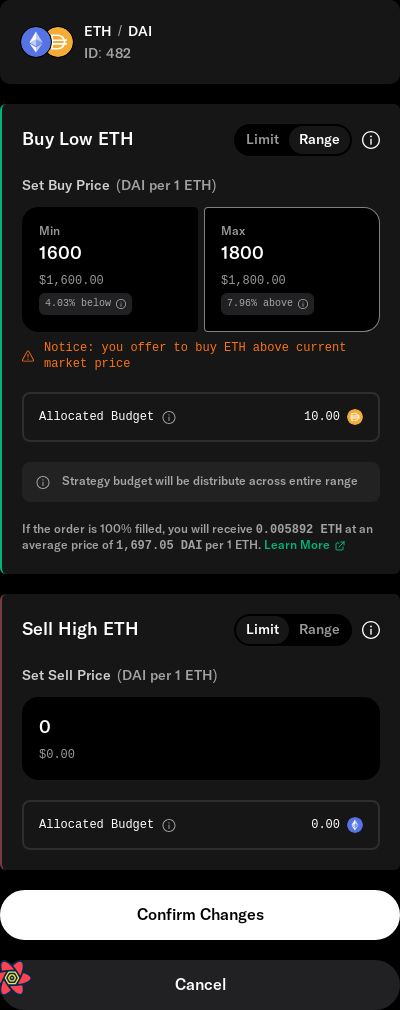 ETH / DAI
ID: 482
Buy Low ETH
Limit Range
Set Buy Price (DAI per 1 ETH)
Min
1600
$1,600.00
4.03% below
Max
1800
$1,800.00
7.96% above
Notice: you offer to buy ETH above current
market price
Allocated Budget 10.00
Strategy budget will be distribute across entire range
If the order is 100% filled, you will receive 0.005892 ETH at an
average price of 1,697.05 DAI per 1 ETH. Learn More
Sell High ETH
Limit Range
Set Sell Price (DAI per 1 ETH)
0
$0.00
Allocated Budget 0.00
Confirm Changes
Cancel